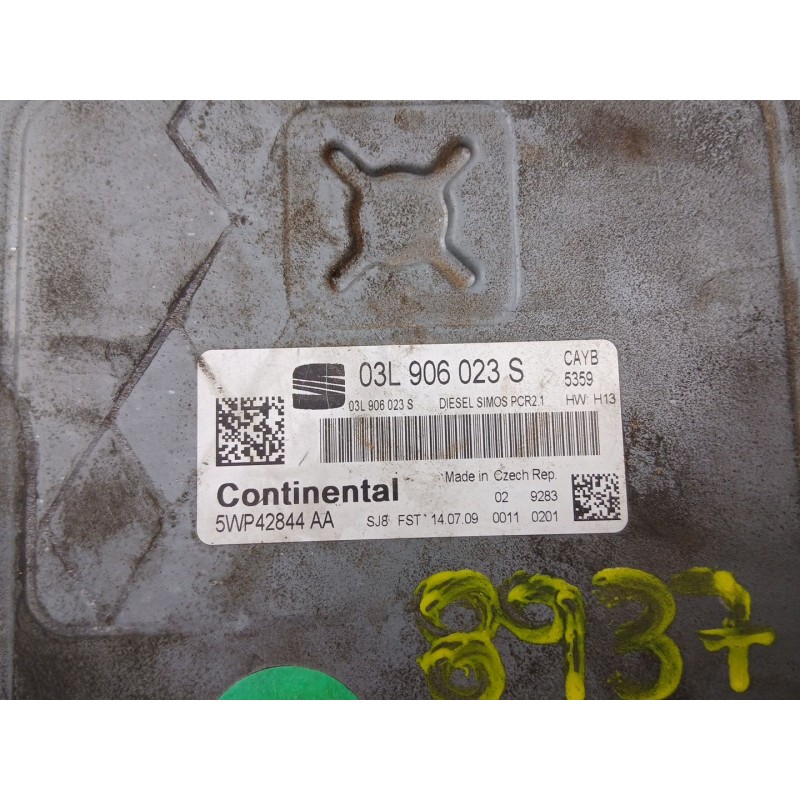 03L 906 023 S
CAYB
5359
03L 906 023 S DIESEL SIMOS PCR2.1 HW: H13
Continental
Made in Czech Rep.
02 9283
5WP42844 AA SJ8 FST* 14.07.09 0011 0201
8937